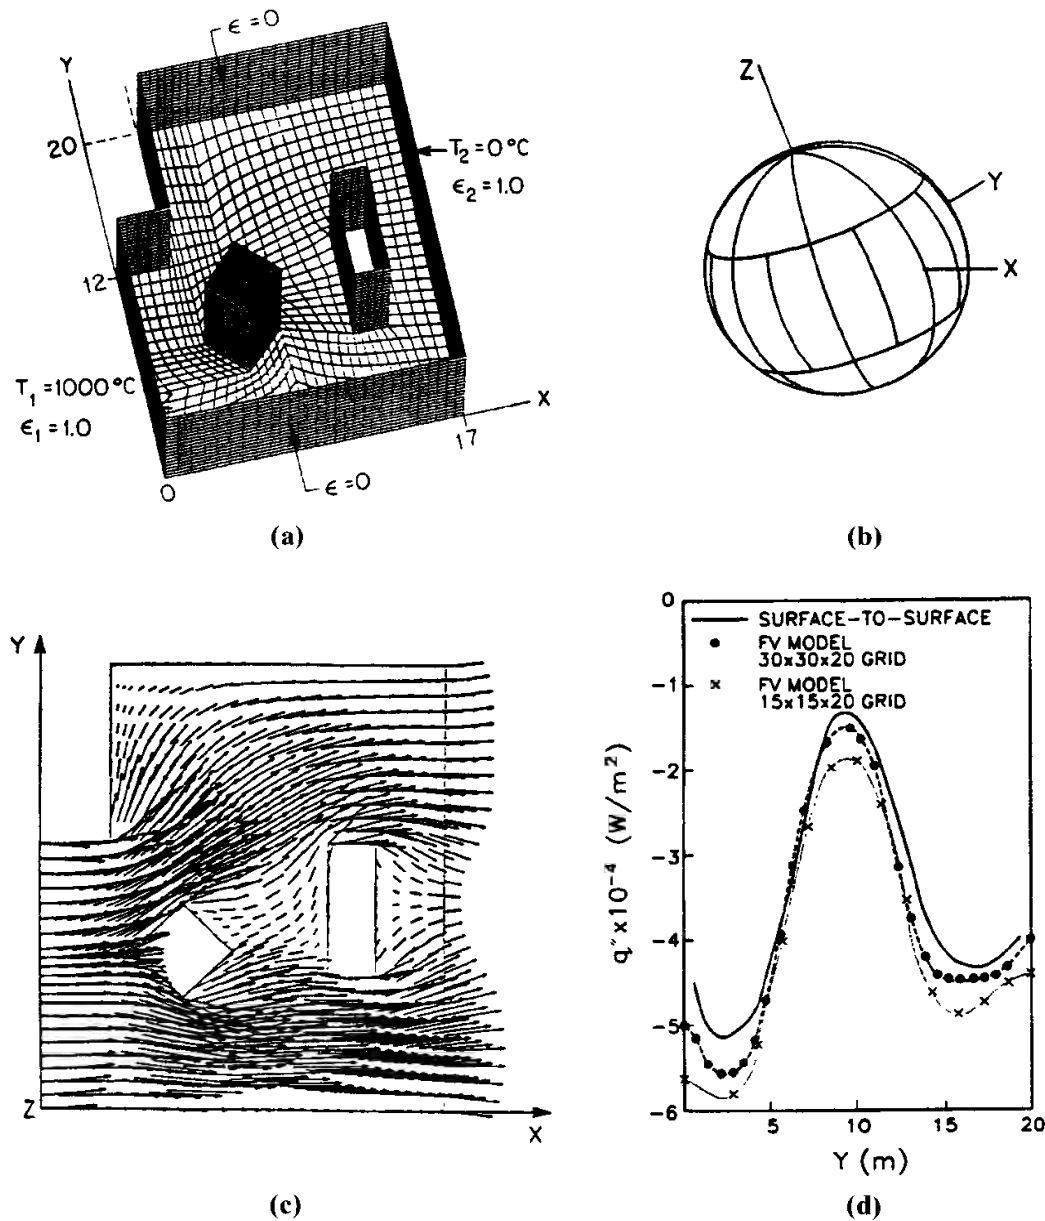 ϵ = 0
Y
20
T₂ = 0 °C
ϵ₂ = 1.0
12
T₁ = 1000 °C
ϵ₁ = 1.0
X
17
0
ϵ = 0
(a)
Z
Y
X
(b)
Y
Z
X
(c)
0
SURFACE-TO-SURFACE
FV MODEL
30x30x20 GRID
-1
FV MODEL
15x15x20 GRID
-2
-3
-4
-5
-6
q″x10⁻⁴ (W/m²)
5
10
15
20
Y (m)
(d)